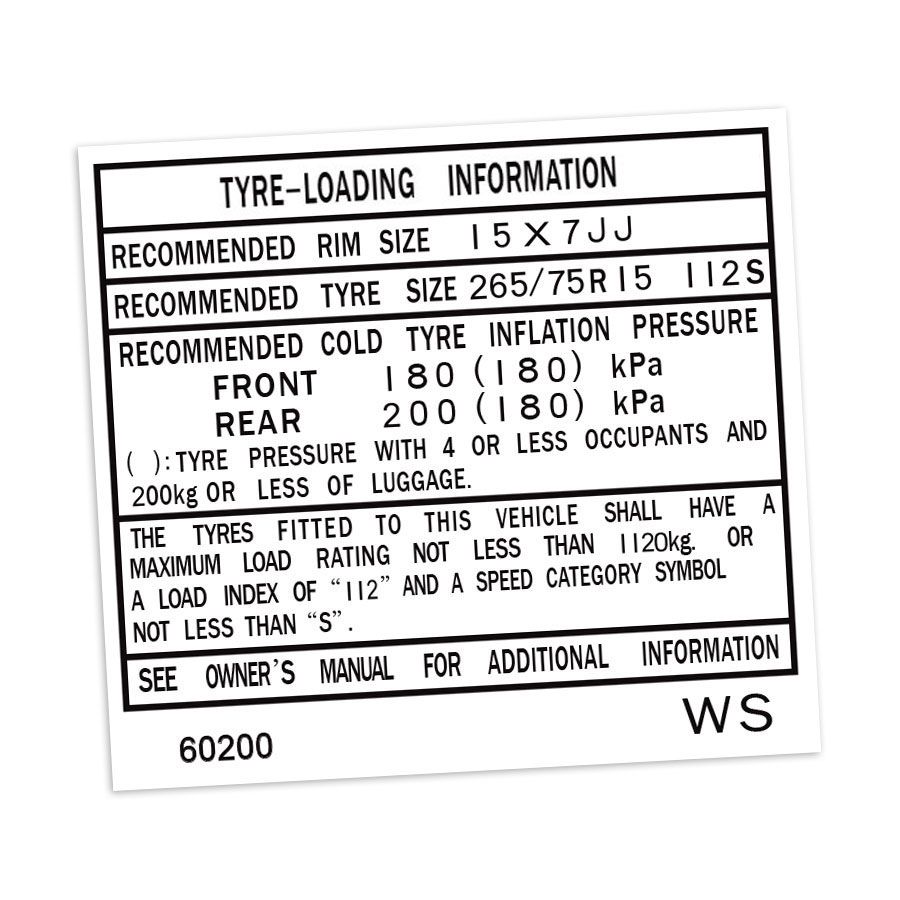 TYRE-LOADING INFORMATION
RECOMMENDED RIM SIZE 15 X 7JJ
RECOMMENDED TYRE SIZE 265/75R15 112S
RECOMMENDED COLD TYRE INFLATION PRESSURE
FRONT 180 (180) kPa
REAR 200 (180) kPa
( ): TYRE PRESSURE WITH 4 OR LESS OCCUPANTS AND
200kg OR LESS OF LUGGAGE.
THE TYRES FITTED TO THIS VEHICLE SHALL HAVE A
MAXIMUM LOAD RATING NOT LESS THAN 1120kg. OR
A LOAD INDEX OF “112” AND A SPEED CATEGORY SYMBOL
NOT LESS THAN “S”.
SEE OWNER'S MANUAL FOR ADDITIONAL INFORMATION
60200 WS